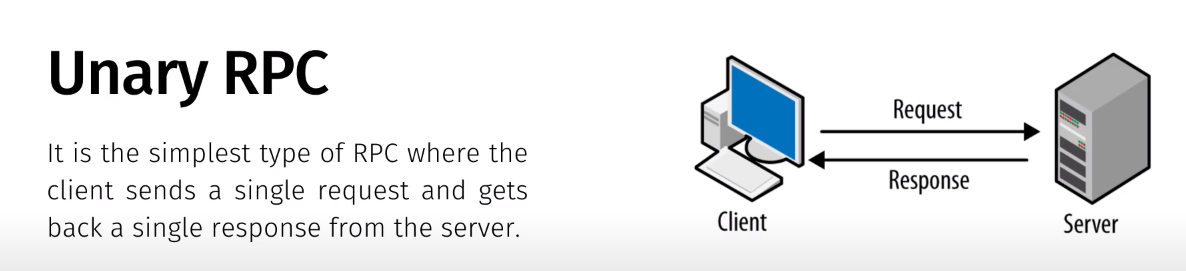 Unary RPC
It is the simplest type of RPC where the
client sends a single request and gets
back a single response from the server.
Request
Response
Client
Server